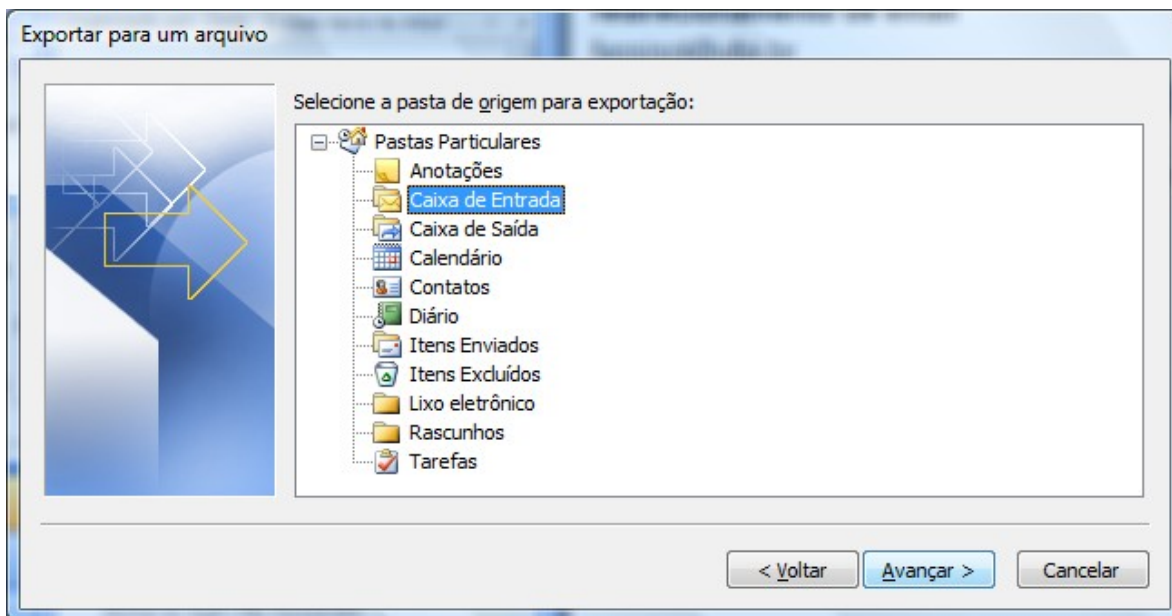 Exportar para um arquivo
Selecione a pasta de origem para exportação:
Pastas Particulares
Anotações
Caixa de Entrada
Caixa de Saída
Calendário
Contatos
Diário
Itens Enviados
Itens Excluídos
Lixo eletrônico
Rascunhos
Tarefas
< Voltar
Avançar >
Cancelar